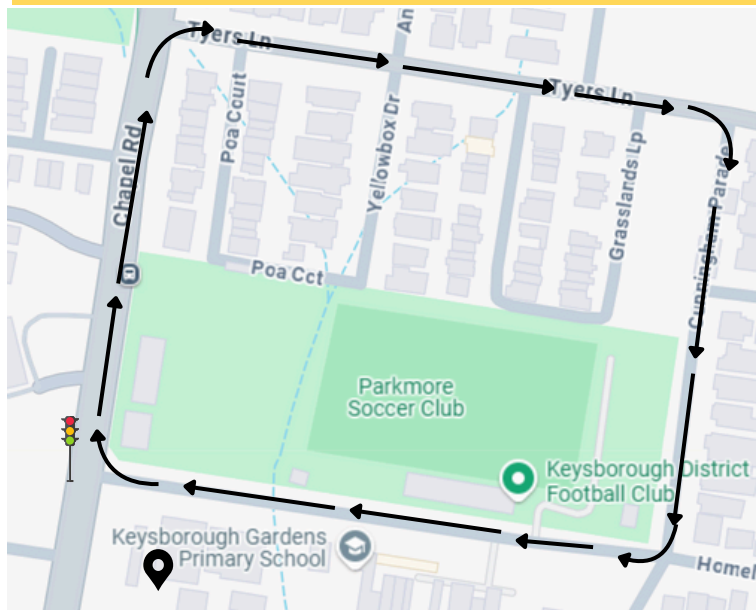 Tyers Ln
An
Tyers Ln
Poa Court
Chapel Rd
Yellowbox Dr
Grasslands Lp
Cunningham Parade
Poa Cct
Parkmore
Soccer Club
Keysborough District
Football Club
Keysborough Gardens
Primary School
Homel